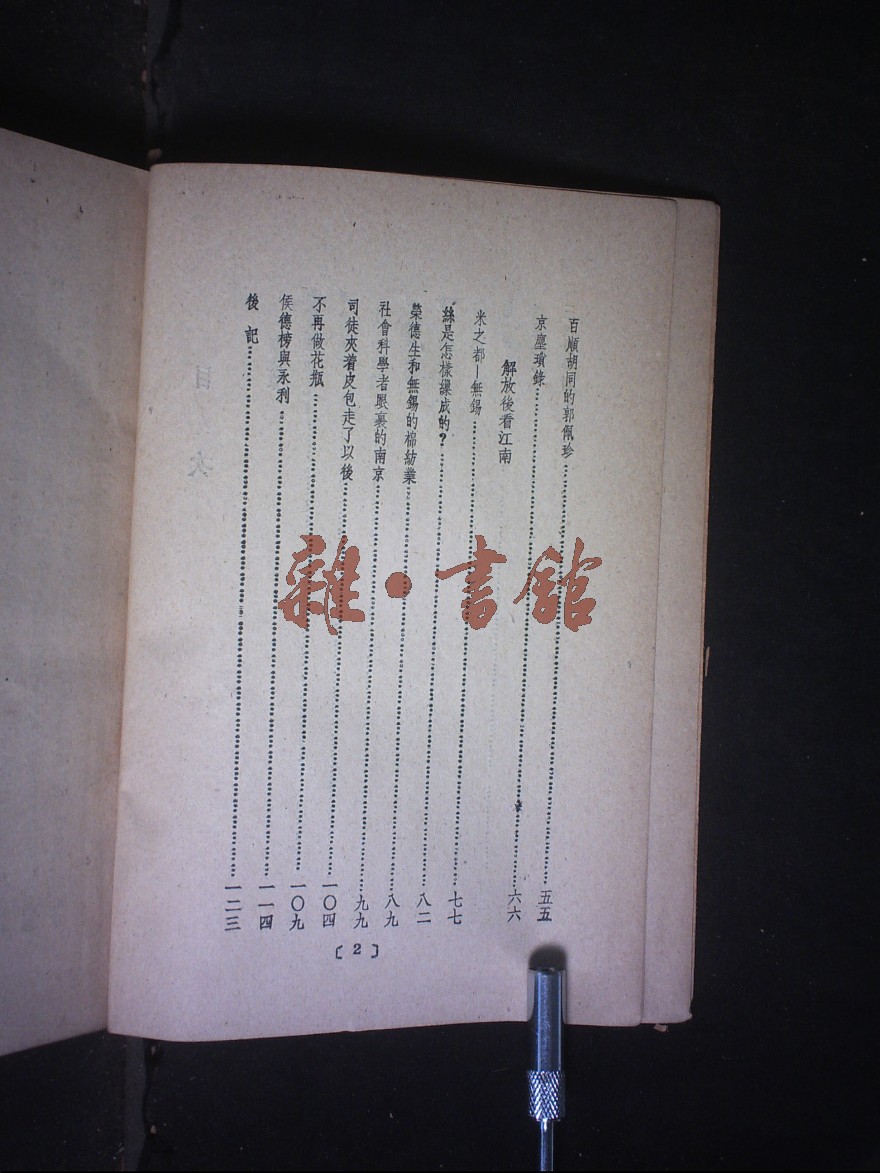 百順胡同的郭佩珍……五五
京塵瑣錄……六六
解放後看江南
米之都—無錫……七七
絲是怎樣繅成的?……八二
榮德生和無錫的棉紡業……八九
社會科學者眼裏的南京……九九
司徒夾着皮包走了以後……一〇四
不再做花瓶……一〇九
侯德榜與永利……一一四
後記……一二三
〔2〕
目次
雜·書館